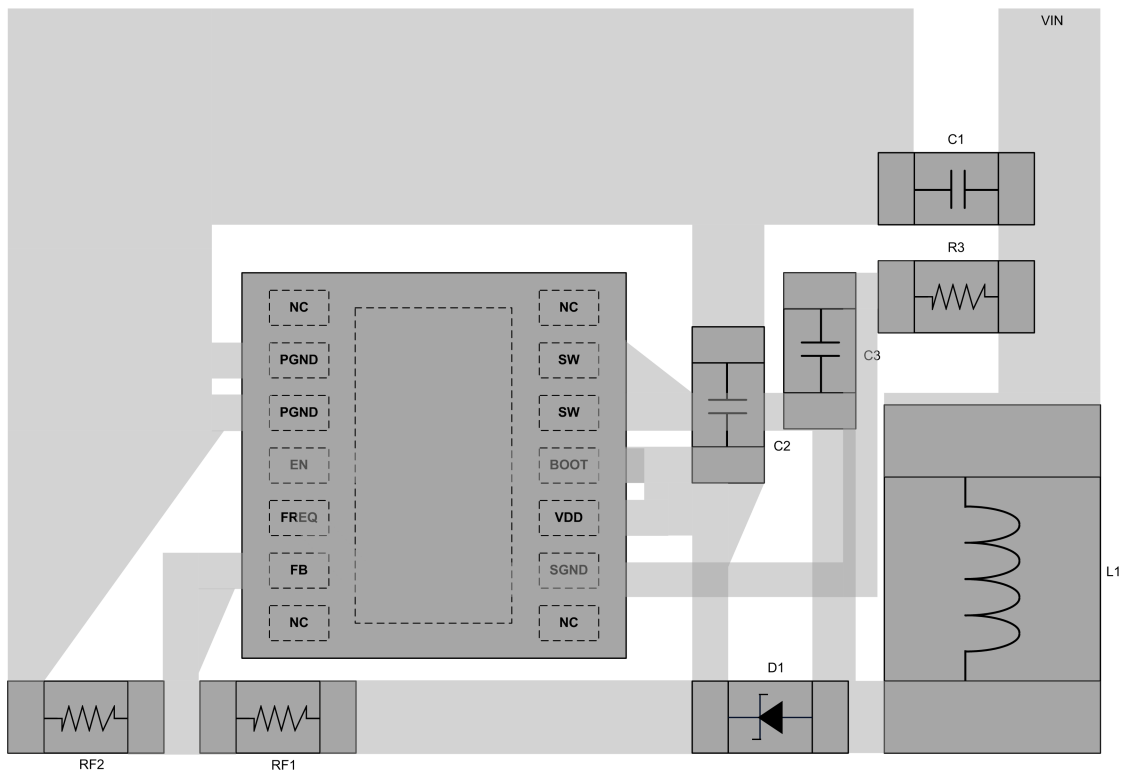 VIN
C1
R3
NC
NC
PGND
SW
C3
PGND
SW
C2
EN
BOOT
FREQ
VDD
FB
SGND
L1
NC
NC
D1
RF2
RF1